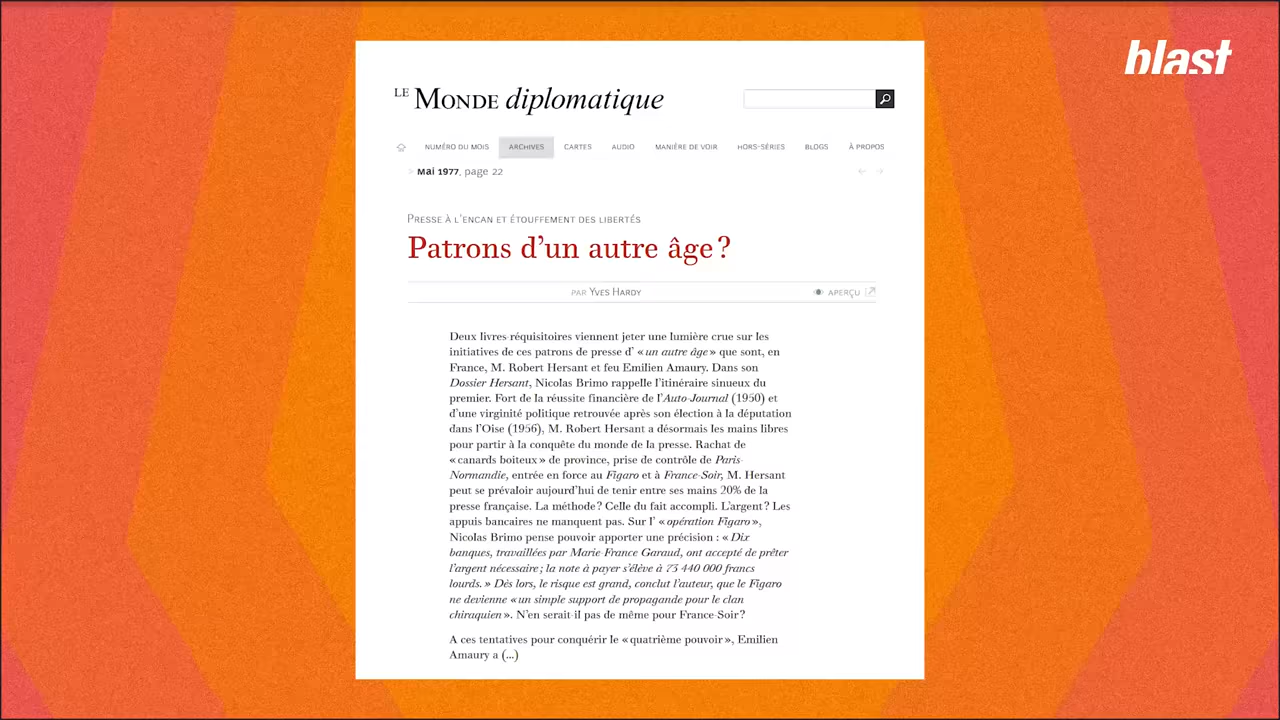 blast
LE MONDE diplomatique
NUMÉRO DU MOIS ARCHIVES CARTES AUDIO MANIÈRE DE VOIR HORS-SÉRIES BLOGS À PROPOS
> Mai 1977, page 22
PRESSE À L'ENCAN ET ÉTOUFFEMENT DES LIBERTÉS
Patrons d'un autre âge ?
PAR YVES HARDY
APERÇU
Deux livres-réquisitoires viennent jeter une lumière crue sur les
initiatives de ces patrons de presse d' « un autre âge » que sont, en
France, M. Robert Hersant et feu Emilien Amaury. Dans son
Dossier Hersant, Nicolas Brimo rappelle l'itinéraire sinueux du
premier. Fort de la réussite financière de l'Auto-Journal (1950) et
d'une virginité politique retrouvée après son élection à la députation
dans l'Oise (1956), M. Robert Hersant a désormais les mains libres
pour partir à la conquête du monde de la presse. Rachat de
« canards boiteux » de province, prise de contrôle de Paris-
Normandie, entrée en force au Figaro et à France-Soir, M. Hersant
peut se prévaloir aujourd'hui de tenir entre ses mains 20% de la
presse française. La méthode ? Celle du fait accompli. L'argent ? Les
appuis bancaires ne manquent pas. Sur l' « opération Figaro »,
Nicolas Brimo pense pouvoir apporter une précision : « Dix
banques, travaillées par Marie-France Garaud, ont accepté de prêter
l'argent nécessaire ; la note à payer s'élève à 73 440 000 francs
lourds. » Dès lors, le risque est grand, conclut l'auteur, que le Figaro
ne devienne « un simple support de propagande pour le clan
chiraquien ». N'en serait-il pas de même pour France-Soir ?
A ces tentatives pour conquérir le « quatrième pouvoir », Emilien
Amaury a (...)